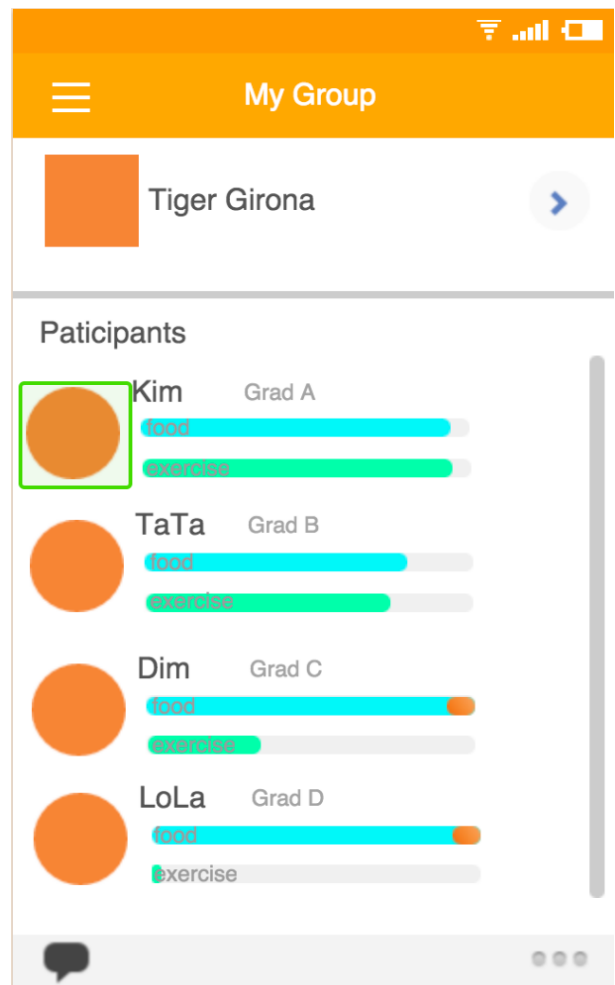 My Group
Tiger Girona
Paticipants
Kim Grad A
food
exercise
TaTa Grad B
food
exercise
Dim Grad C
food
exercise
LoLa Grad D
food
exercise